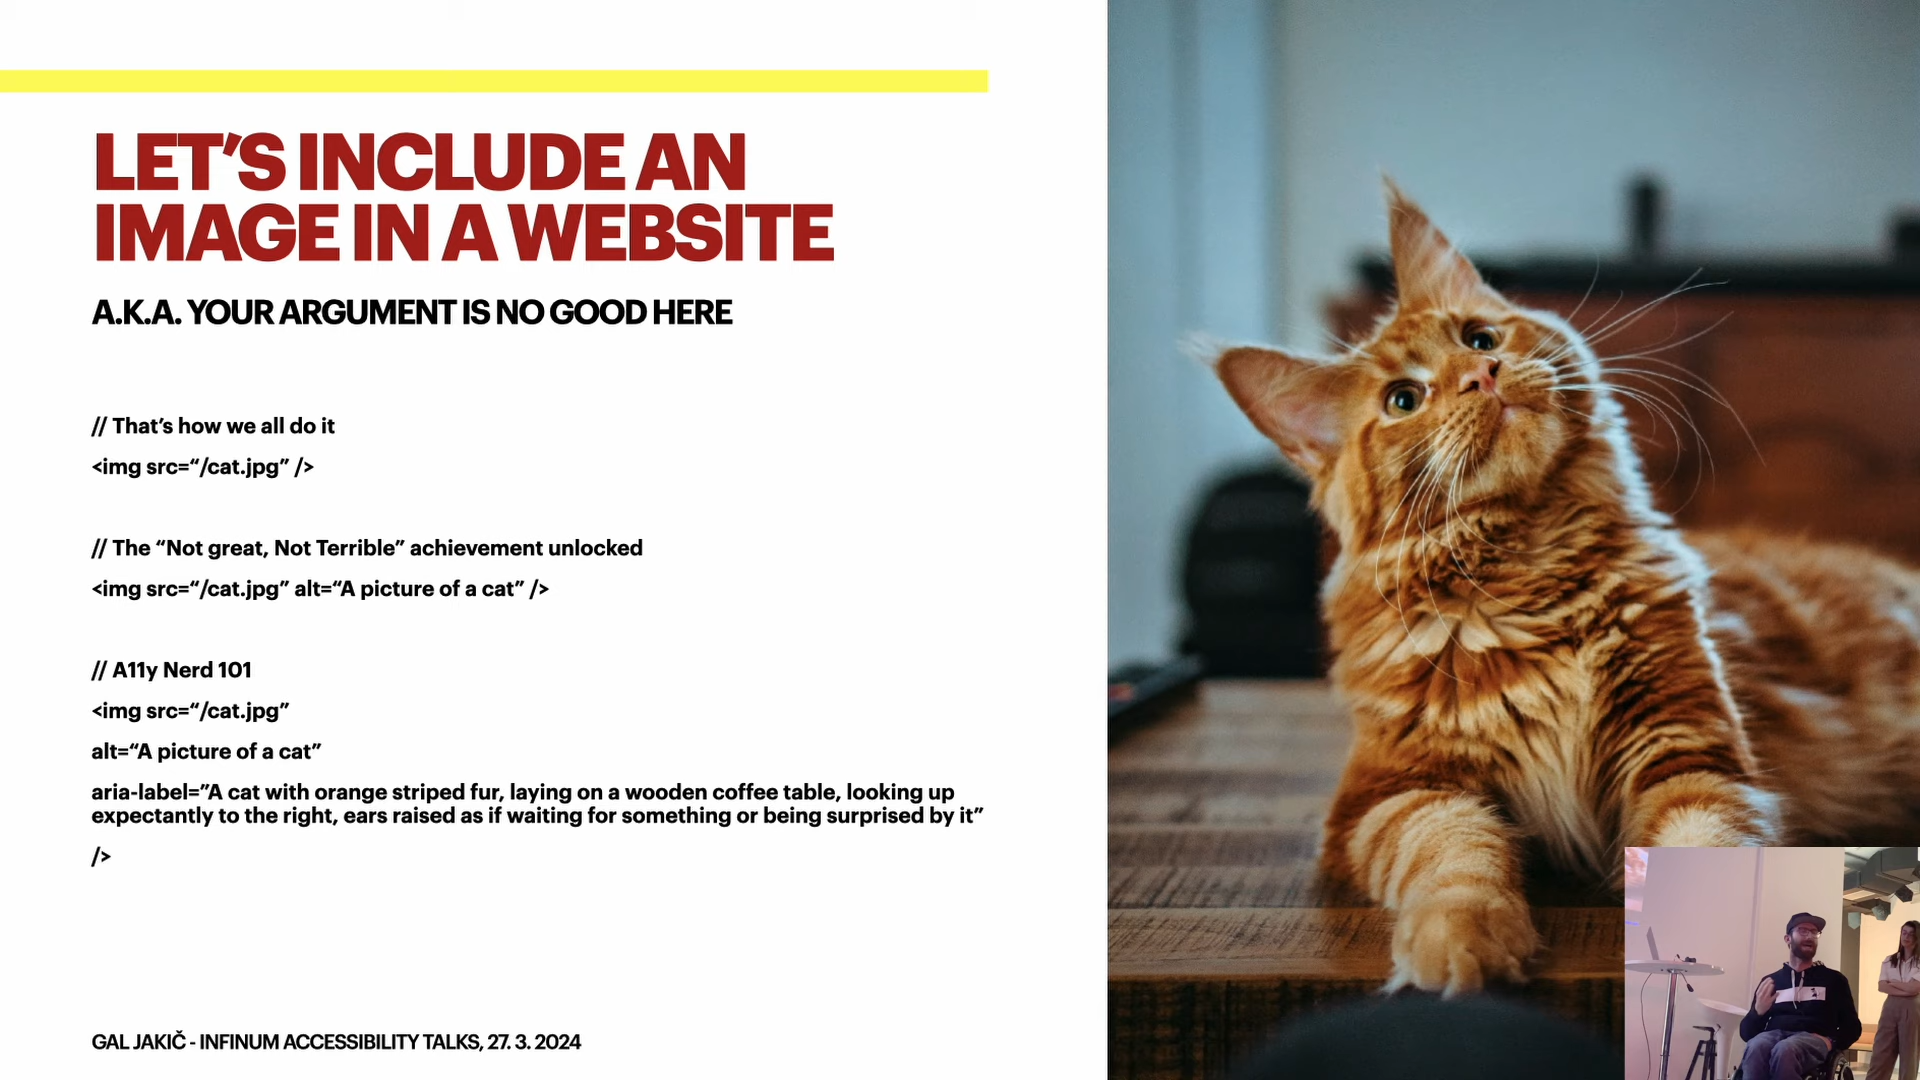 LET’S INCLUDE AN
IMAGE IN A WEBSITE
A.K.A. YOUR ARGUMENT IS NO GOOD HERE
// That’s how we all do it
<img src=“/cat.jpg” />
// The “Not great, Not Terrible” achievement unlocked
<img src=“/cat.jpg” alt=“A picture of a cat” />
// A11y Nerd 101
<img src=“/cat.jpg”
alt=“A picture of a cat”
aria-label=”A cat with orange striped fur, laying on a wooden coffee table, looking up
expectantly to the right, ears raised as if waiting for something or being surprised by it”
/>
GAL JAKIČ - INFINUM ACCESSIBILITY TALKS, 27. 3. 2024